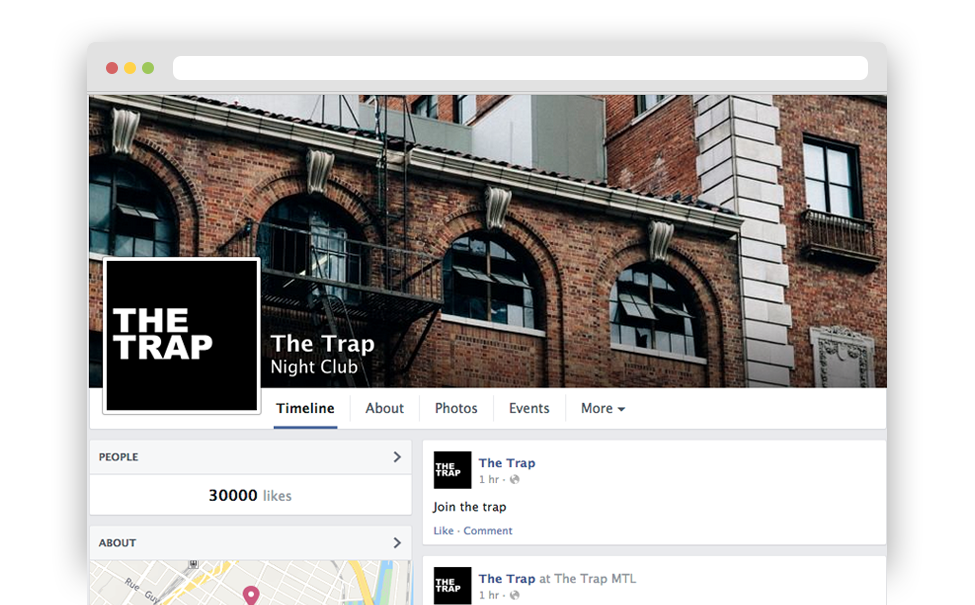 THE
TRAP
The Trap
Night Club
Timeline
About
Photos
Events
More
PEOPLE
30000 likes
ABOUT
Rue Guy
THE
TRAP
The Trap
1 hr ·
Join the trap
Like · Comment
THE
TRAP
The Trap at The Trap MTL
1 hr ·